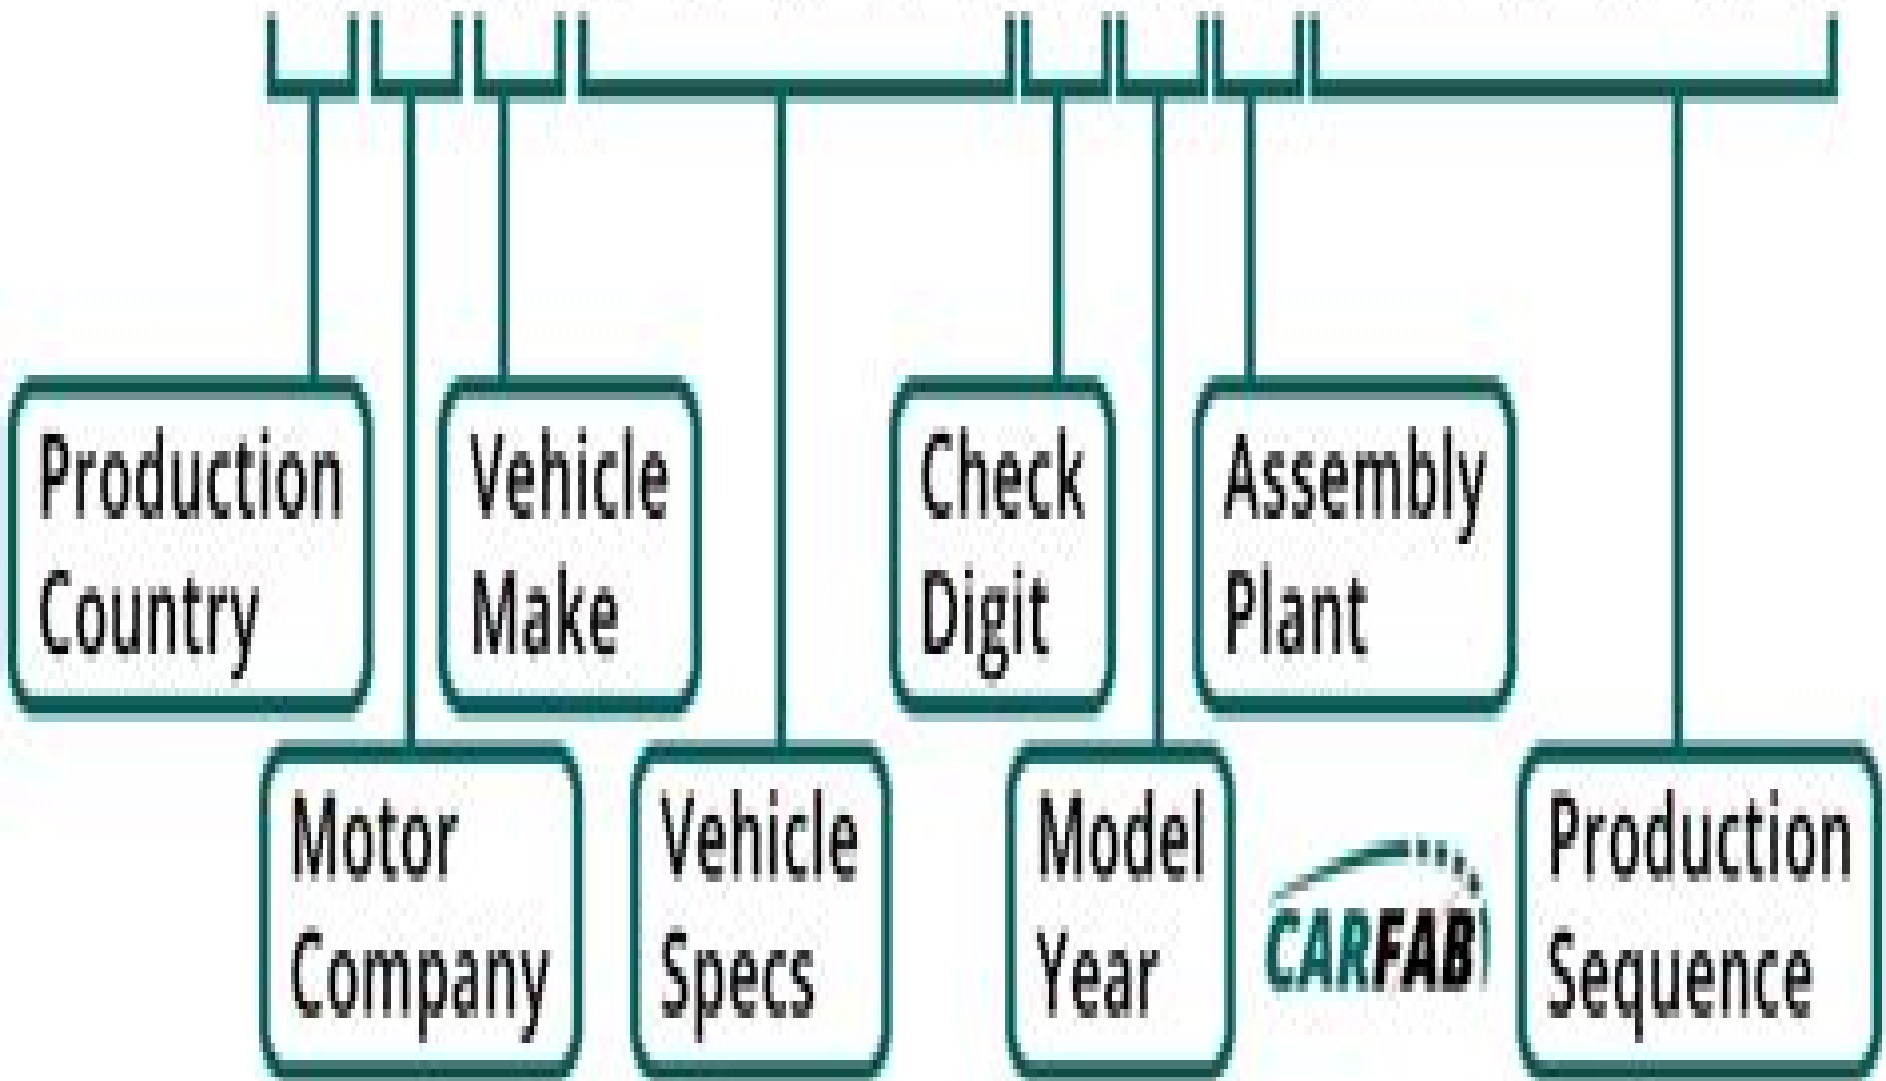 Production
Country
Vehicle
Make
Check
Digit
Assembly
Plant
Motor
Company
Vehicle
Specs
Model
Year
CARFAB
Production
Sequence